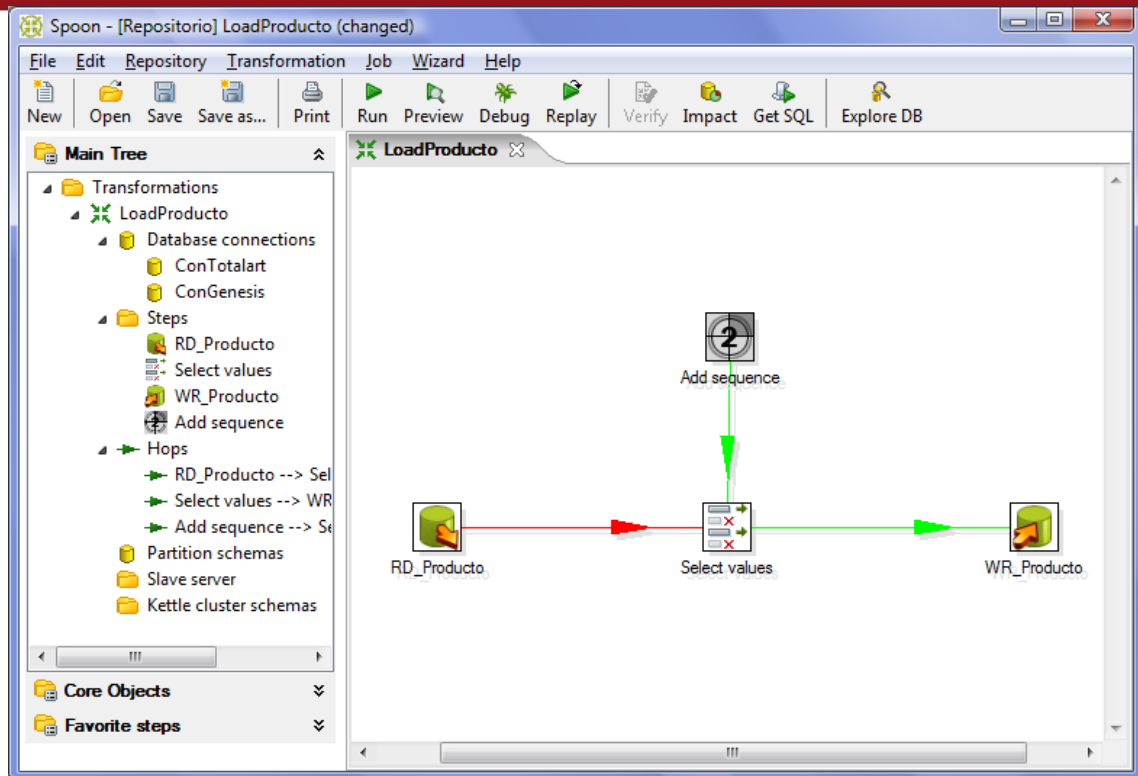 Spoon - [Repositorio] LoadProducto (changed)
File Edit Repository Transformation Job Wizard Help
New Open Save Save as... Print Run Preview Debug Replay Verify Impact Get SQL Explore DB
Main Tree
Transformations
LoadProducto
Database connections
ConTotalart
ConGenesis
Steps
RD_Producto
Select values
WR_Producto
Add sequence
Hops
RD_Producto --> Sel
Select values --> WR
Add sequence --> Se
Partition schemas
Slave server
Kettle cluster schemas
Core Objects
Favorite steps
LoadProducto
2
Add sequence
RD_Producto
Select values
WR_Producto